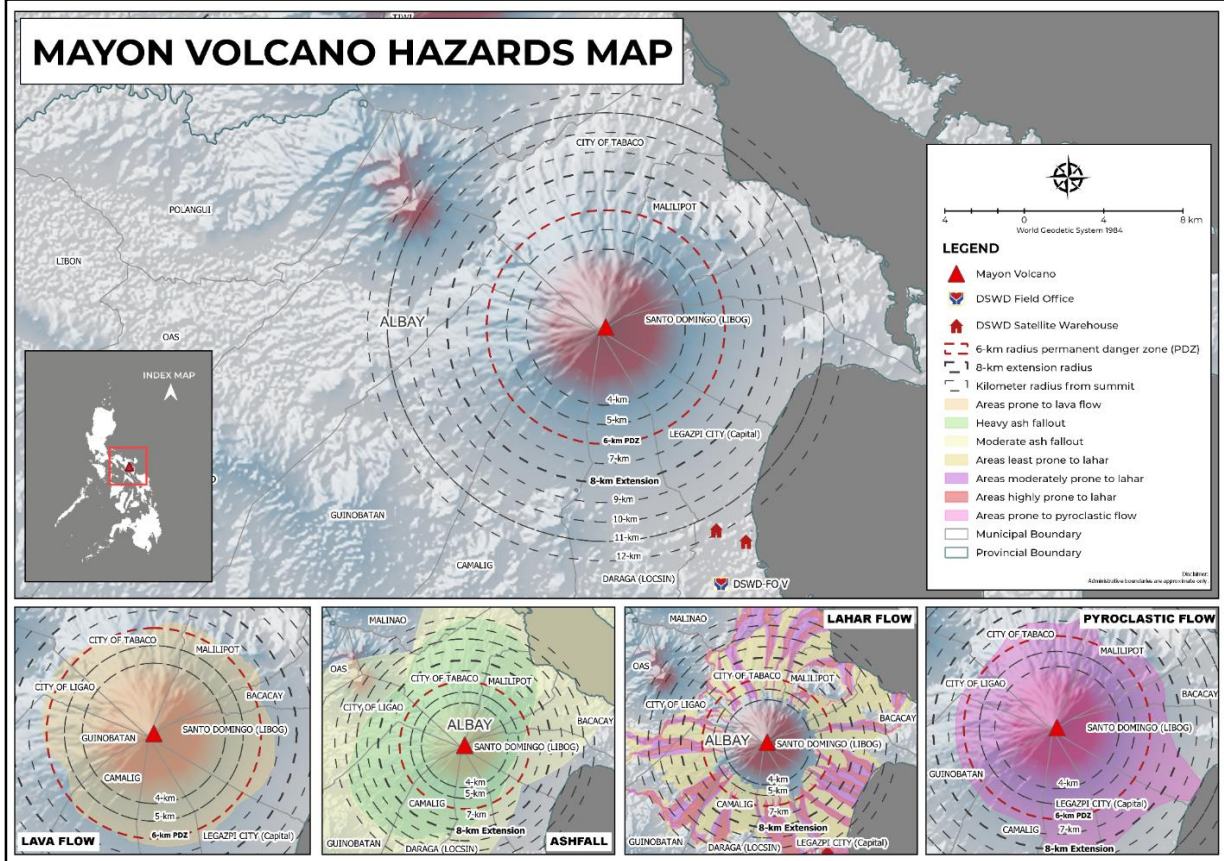 TIWI
MAYON VOLCANO HAZARDS MAP
CITY OF TABACO
MALILIPOT
POLANGUI
LIBON
OAS
ALBAY
SANTO DOMINGO (LIBOG)
4-km
5-km
6-km PDZ
LEGAZPI CITY (Capital)
7-km
8-km Extension
9-km
GUINOBATAN
10-km
11-km
12-km
CAMALIG
DARAGA (LOCSIN)
DSWD-FO V
INDEX MAP
4 0 4 8 km
World Geodetic System 1984
LEGEND
Mayon Volcano
DSWD Field Office
DSWD Satellite Warehouse
6-km radius permanent danger zone (PDZ)
8-km extension radius
Kilometer radius from summit
Areas prone to lava flow
Heavy ash fallout
Moderate ash fallout
Areas least prone to lahar
Areas moderately prone to lahar
Areas highly prone to lahar
Areas prone to pyroclastic flow
Municipal Boundary
Provincial Boundary
Disclaimer:
Administrative boundaries are approximate only.
CITY OF TABACO
MALILIPOT
CITY OF LIGAO
BACACAY
SANTO DOMINGO (LIBOG)
GUINOBATAN
CAMALIG
4-km
5-km
6-km PDZ
LEGAZPI CITY (Capital)
LAVA FLOW
MALINAO
OAS
CITY OF TABACO
MALILIPOT
CITY OF LIGAO
BACACAY
ALBAY
SANTO DOMINGO (LIBOG)
4-km
5-km
CAMALIG
7-km
8-km Extension
GUINOBATAN
DARAGA (LOCSIN)
ASHFALL
LAHAR FLOW
MALINAO
OAS
CITY OF TABACO
MALILIPOT
CITY OF LIGAO
BACACAY
ALBAY
SANTO DOMINGO (LIBOG)
4-km
5-km
CAMALIG
7-km
8-km Extension
GUINOBATAN
LEGAZPI CITY (Capital)
PYROCLASTIC FLOW
CITY OF TABACO
MALILIPOT
CITY OF LIGAO
BACACAY
SANTO DOMINGO (LIBOG)
GUINOBATAN
4-km
LEGAZPI CITY (Capital)
6-km PDZ
CAMALIG
7-km
8-km Extension